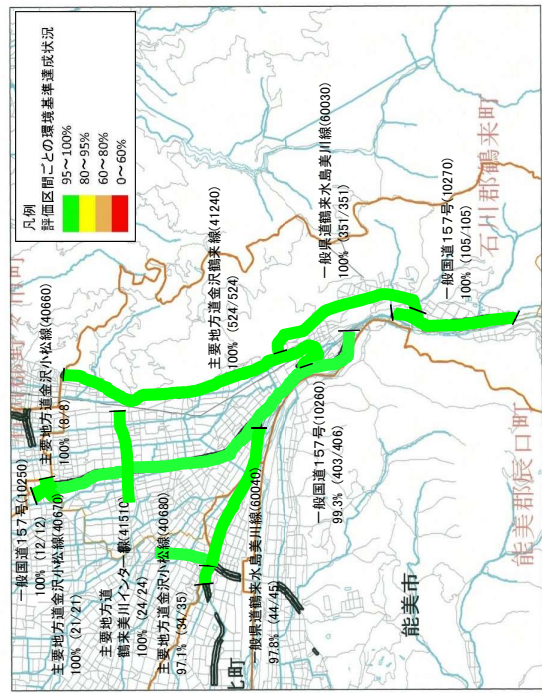 凡例
評価区間ごとの環境基準達成状況
95～100%
80～95%
60～80%
0～60%
一般国道157号(10250)
100% (12/12)
主要地方道金沢小松線(40660)
100% (8/8)
主要地方道金沢小松線(40670)
100% (21/21)
主要地方道
鶴来美川インター線(41510)
100% (24/24)
主要地方道金沢小松線(40680)
97.1% (34/35)
一般県道鶴来水島美川線(60040)
97.8% (44/45)
主要地方道金沢鶴来線(41240)
100% (524/524)
一般国道157号(10260)
99.3% (403/406)
一般県道鶴来水島美川線(60030)
100% (351/351)
一般国道157号(10270)
100% (105/105)
石川郡鶴来町
能美郡辰口町
能美市